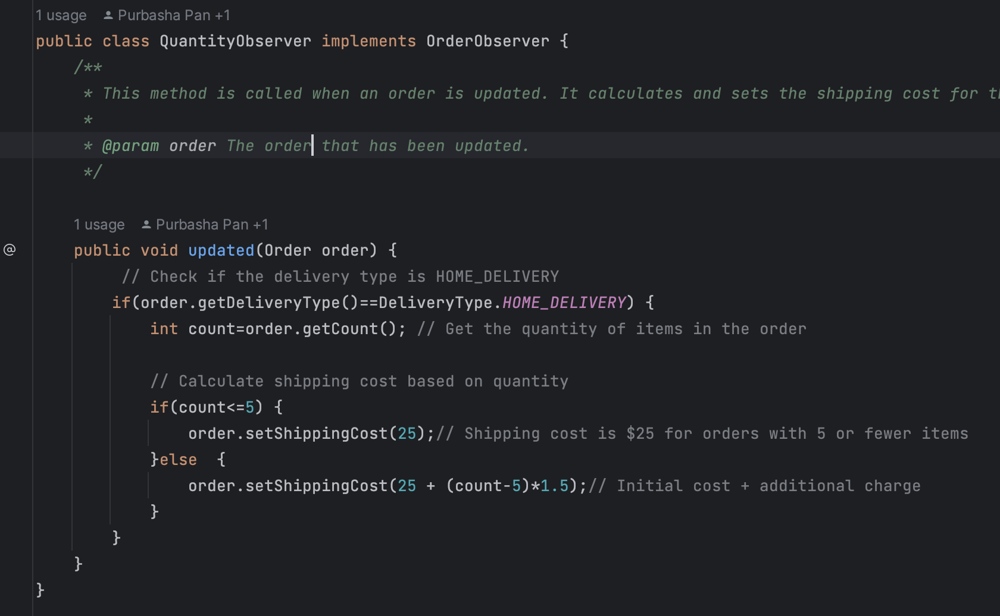 1 usage Purbasha Pan +1
public class QuantityObserver implements OrderObserver {
/**
* This method is called when an order is updated. It calculates and sets the shipping cost for
*
* @param order The order that has been updated.
*/
1 usage Purbasha Pan +1
@ public void updated(Order order) {
// Check if the delivery type is HOME_DELIVERY
if(order.getDeliveryType()==DeliveryType.HOME_DELIVERY) {
int count=order.getCount(); // Get the quantity of items in the order
// Calculate shipping cost based on quantity
if(count<=5) {
order.setShippingCost(25);// Shipping cost is $25 for orders with 5 or fewer items
}else  {
order.setShippingCost(25 + (count-5)*1.5);// Initial cost + additional charge
}
}
}
}